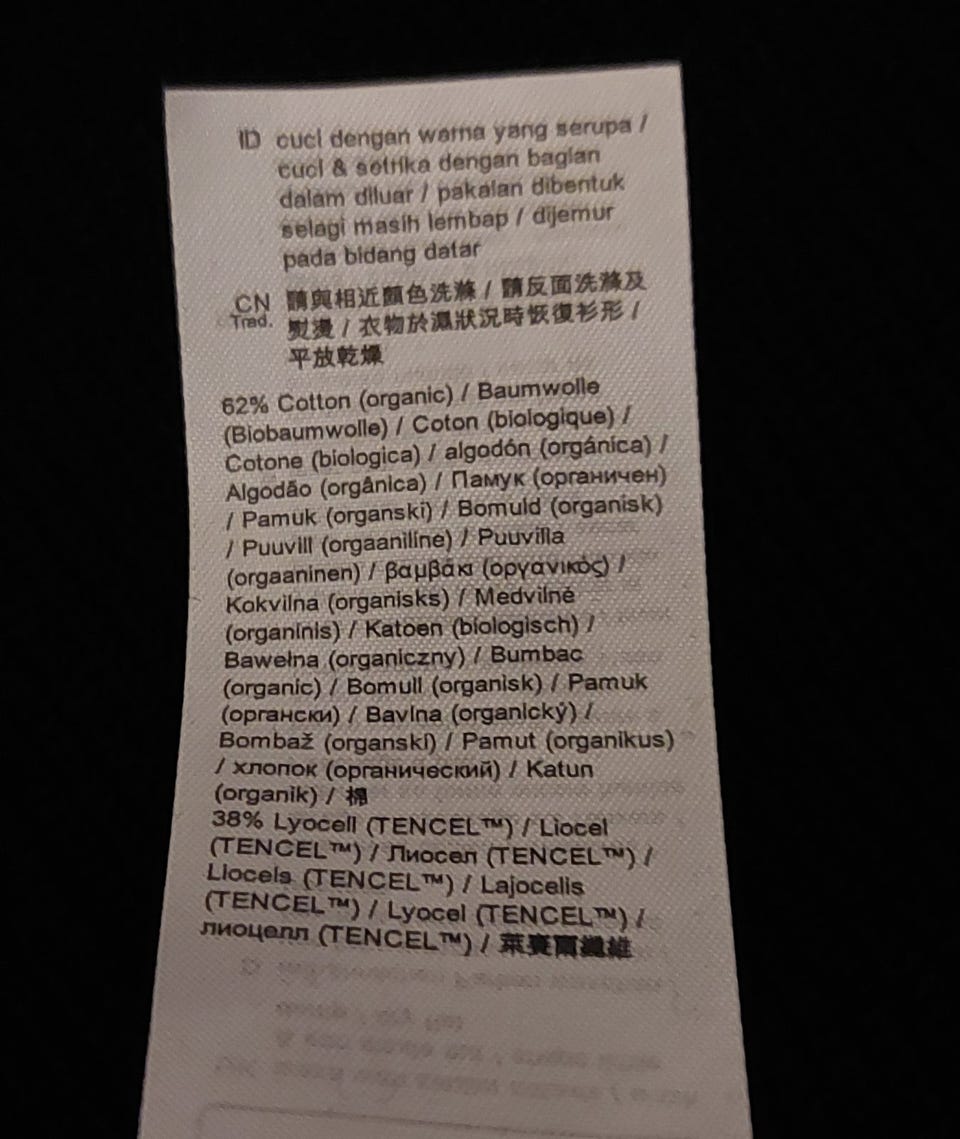 ID cuci dengan warna yang serupa /
cuci & setrika dengan bagian
dalam diluar / pakaian dibentuk
selagi masih lembap / dijemur
pada bidang datar
CN 請與相近顏色洗滌 / 請反面洗滌及
Trad. 熨燙 / 衣物於濕狀況時恢復衫形 /
平放乾燥
62% Cotton (organic) / Baumwolle
(Biobaumwolle) / Coton (biologique) /
Cotone (biologica) / algodón (orgánica) /
Algodão (orgânica) / Памук (органичен)
/ Pamuk (organski) / Bomuld (organisk)
/ Puuvill (orgaaniline) / Puuvilla
(orgaaninen) / βαμβάκι (οργανικός) /
Kokvilna (organisks) / Medvilnė
(organinis) / Katoen (biologisch) /
Bawełna (organiczny) / Bumbac
(organic) / Bomull (organisk) / Pamuk
(органски) / Bavlna (organický) /
Bombaž (organski) / Pamut (organikus)
/ хлопок (органический) / Katun
(organik) / 棉
38% Lyocell (TENCEL™) / Liocel
(TENCEL™) / Лиосел (TENCEL™) /
Liocels (TENCEL™) / Lajocelis
(TENCEL™) / Lyocel (TENCEL™) /
лиоцелл (TENCEL™) / 萊賽爾纖維